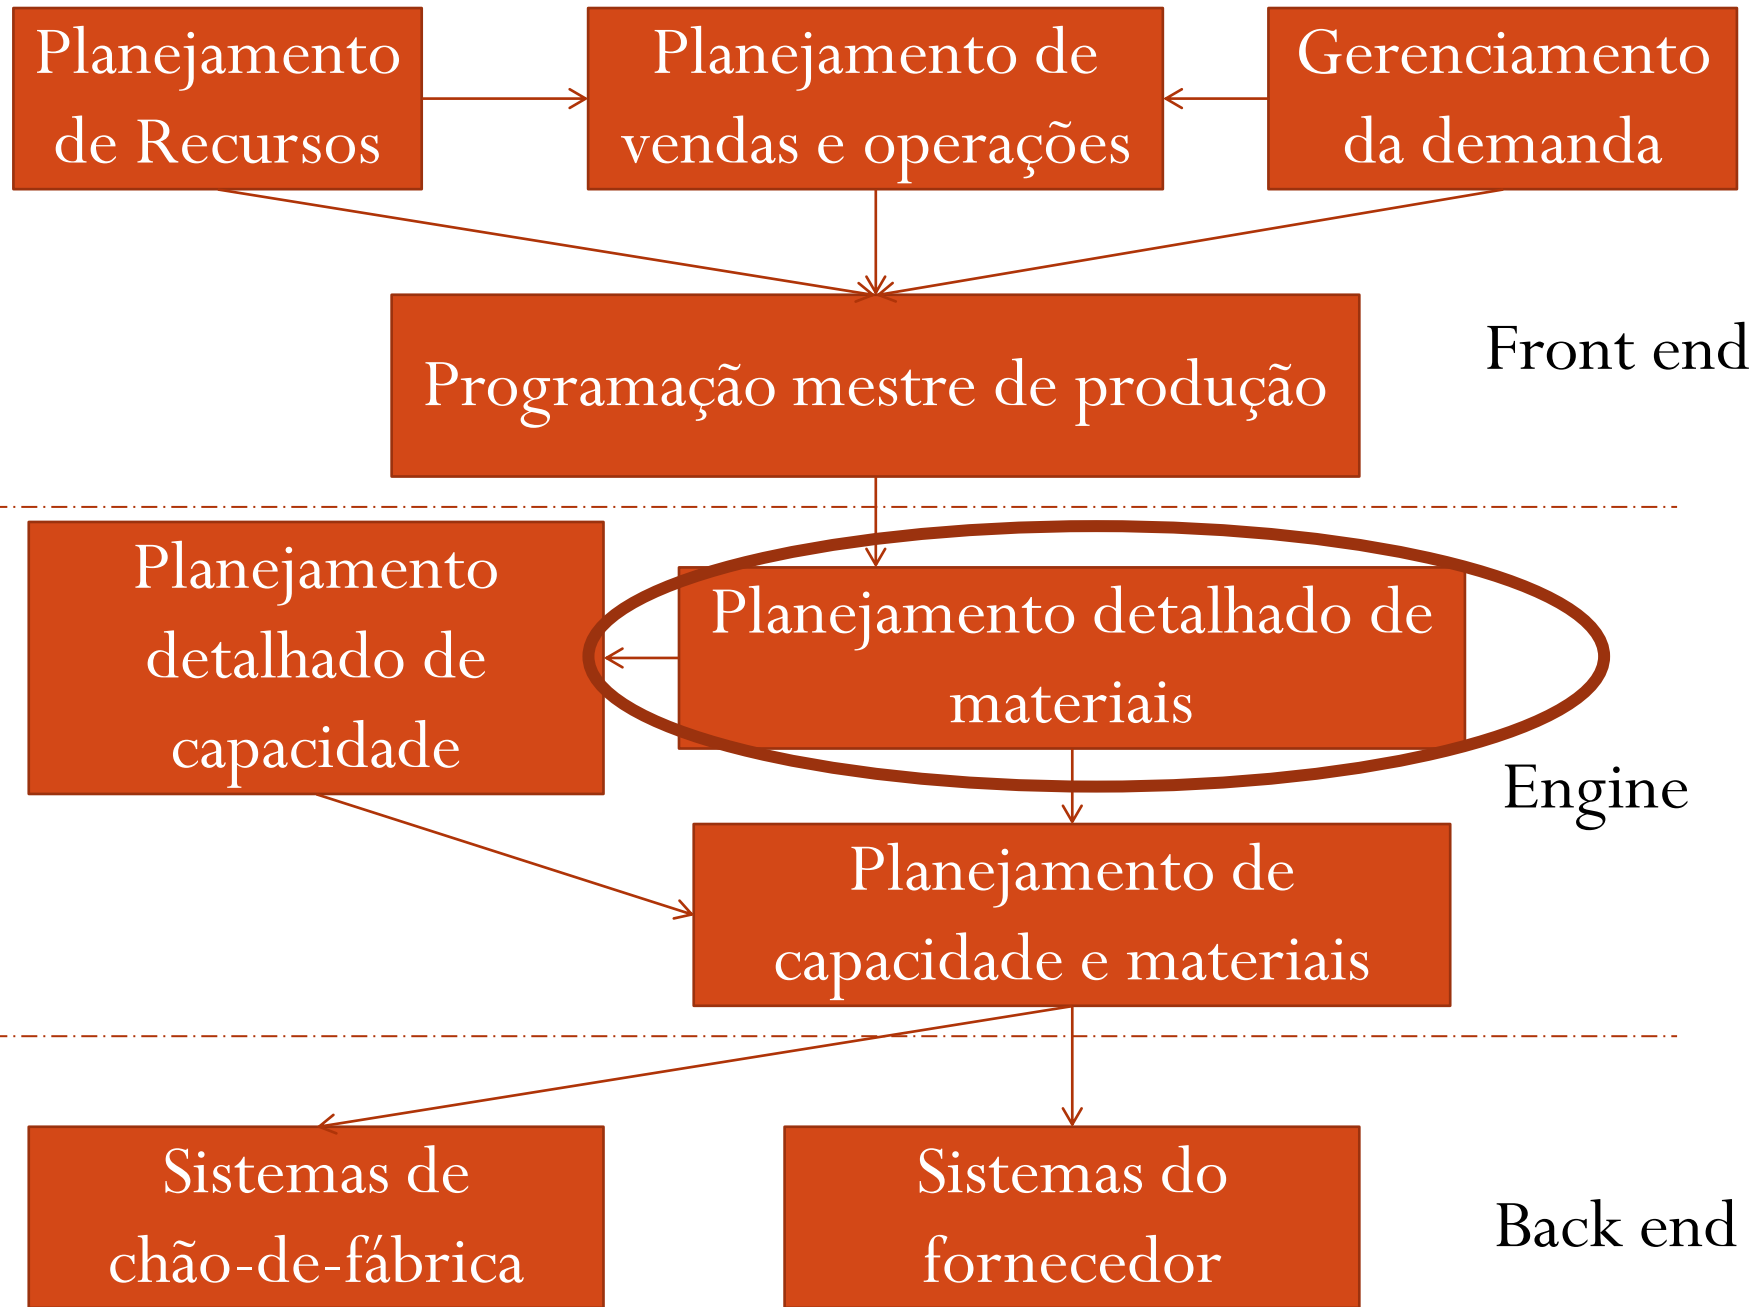 Planejamento
de Recursos
Planejamento de
vendas e operações
Gerenciamento
da demanda
Programação mestre de produção
Front end
Planejamento
detalhado de
capacidade
Planejamento detalhado de
materiais
Engine
Planejamento de
capacidade e materiais
Sistemas de
chão-de-fábrica
Sistemas do
fornecedor
Back end